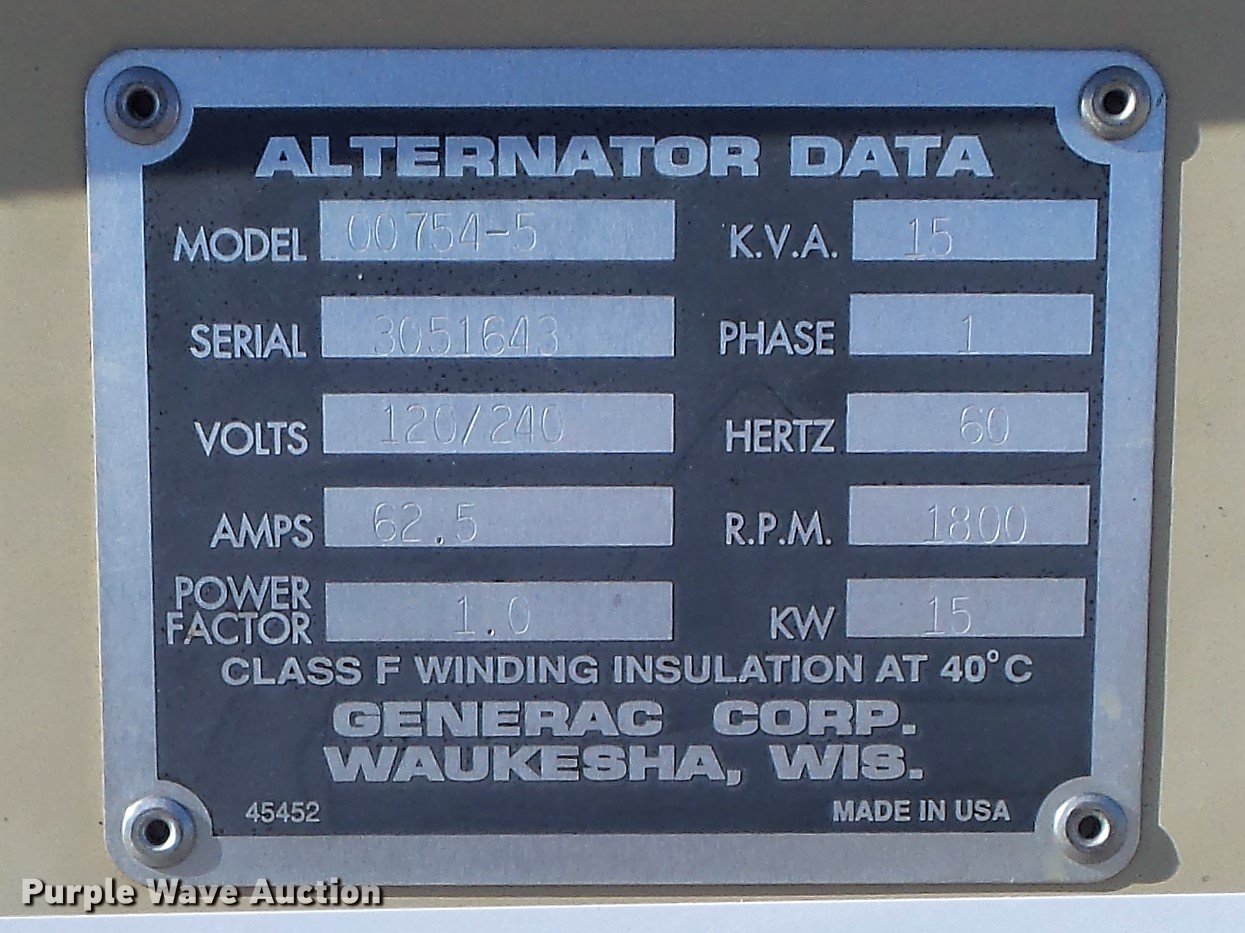 ALTERNATOR DATA
MODEL 00754-5 K.V.A. 15
SERIAL 3051643 PHASE 1
VOLTS 120/240 HERTZ 60
AMPS 62.5 R.P.M. 1800
POWER FACTOR 1.0 KW 15
CLASS F WINDING INSULATION AT 40°C
GENERAC CORP.
WAUKESHA, WIS.
45452 MADE IN USA
Purple Wave Auction